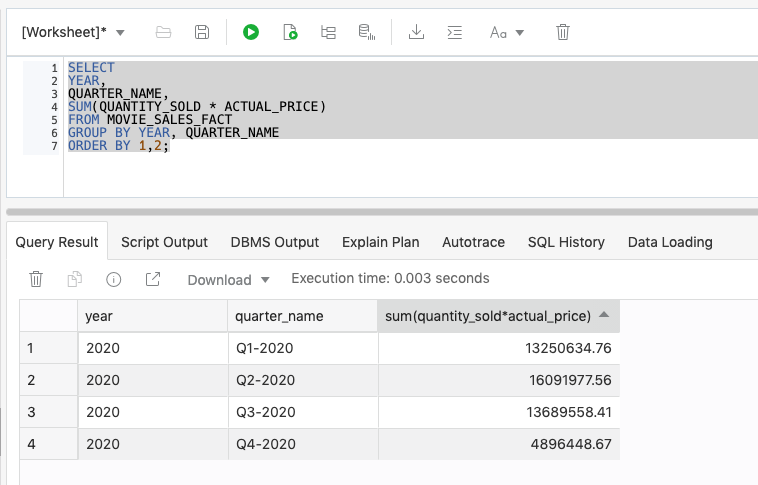 [Worksheet]*
Aa
1 SELECT
2 YEAR,
3 QUARTER_NAME,
4 SUM(QUANTITY_SOLD * ACTUAL_PRICE)
5 FROM MOVIE_SALES_FACT
6 GROUP BY YEAR, QUARTER_NAME
7 ORDER BY 1,2;
Query Result Script Output DBMS Output Explain Plan Autotrace SQL History Data Loading
Download Execution time: 0.003 seconds
year quarter_name sum(quantity_sold*actual_price)
1 2020 Q1-2020 13250634.76
2 2020 Q2-2020 16091977.56
3 2020 Q3-2020 13689558.41
4 2020 Q4-2020 4896448.67